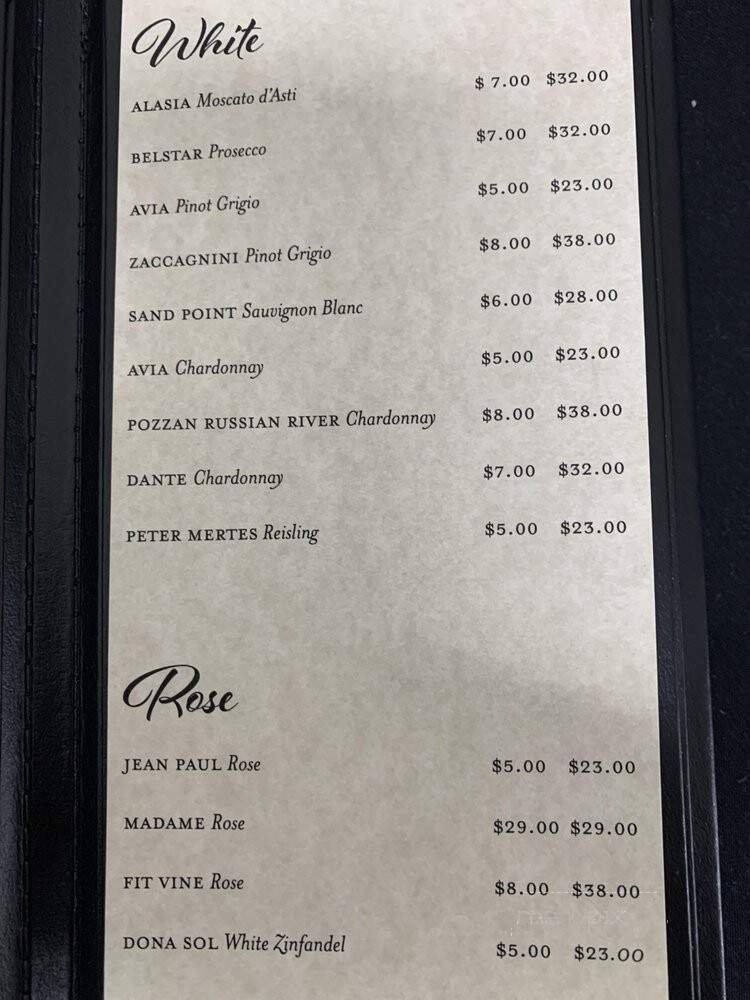 White
ALASIA Moscato d'Asti $ 7.00 $32.00
BELSTAR Prosecco $7.00 $32.00
AVIA Pinot Grigio $5.00 $23.00
ZACCAGNINI Pinot Grigio $8.00 $38.00
SAND POINT Sauvignon Blanc $6.00 $28.00
AVIA Chardonnay $5.00 $23.00
POZZAN RUSSIAN RIVER Chardonnay $8.00 $38.00
DANTE Chardonnay $7.00 $32.00
PETER MERTES Reisling $5.00 $23.00
Rose
JEAN PAUL Rose $5.00 $23.00
MADAME Rose $29.00 $29.00
FIT VINE Rose $8.00 $38.00
DONA SOL White Zinfandel $5.00 $23.00